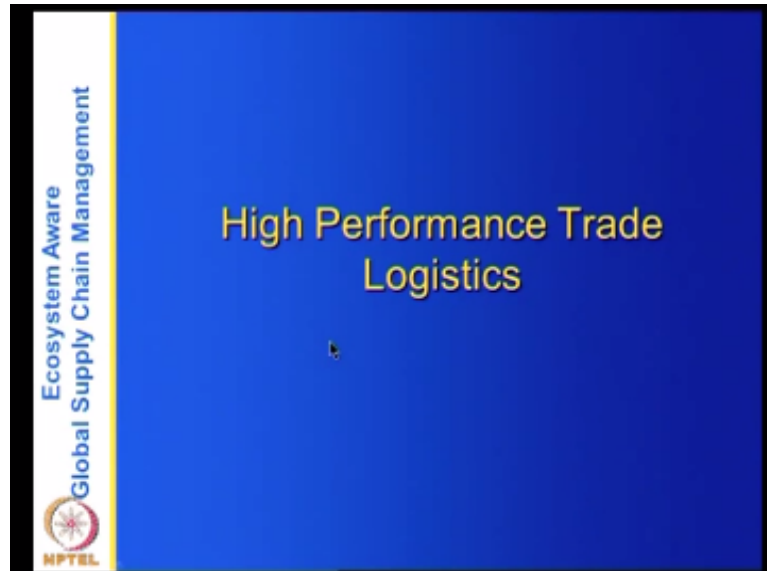 Ecosystem Aware
Global Supply Chain Management
High Performance Trade
Logistics
NPTEL